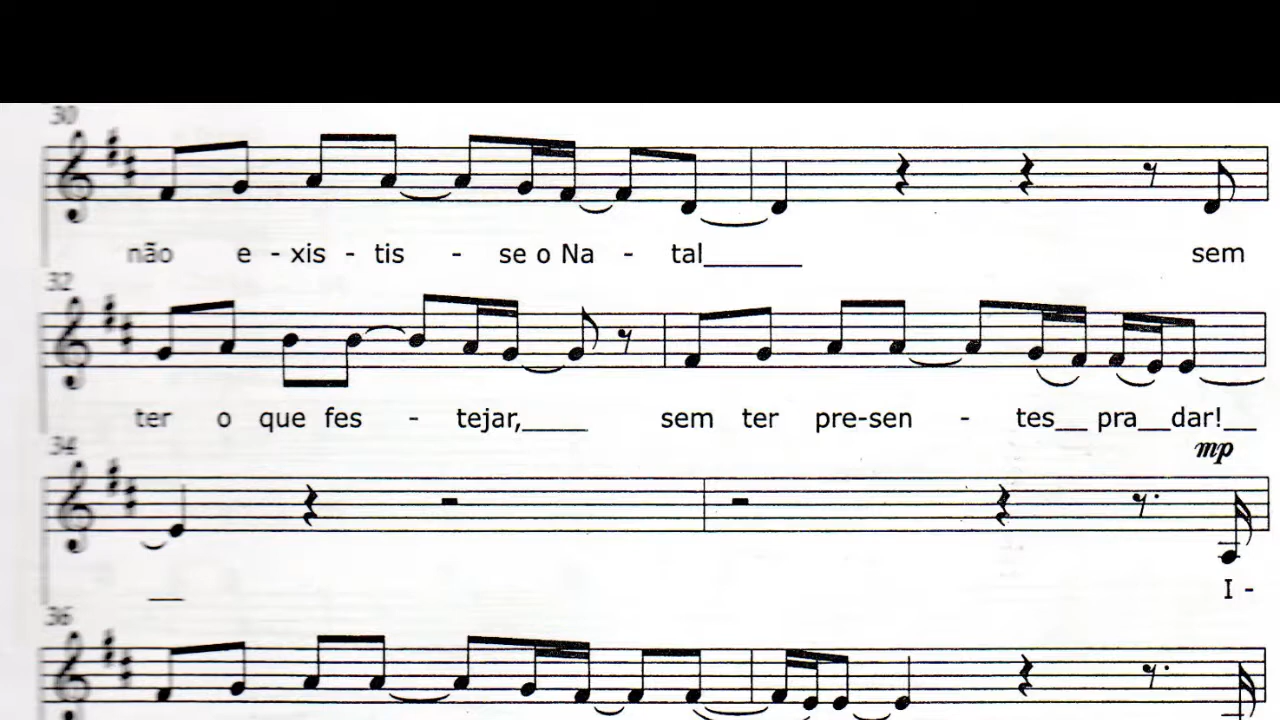 30
não e - xis - tis - se o Na - tal______ sem
32
ter o que fes - tejar,____ sem ter pre-sen - tes__ pra__dar!__
mp
34
__ I -
36